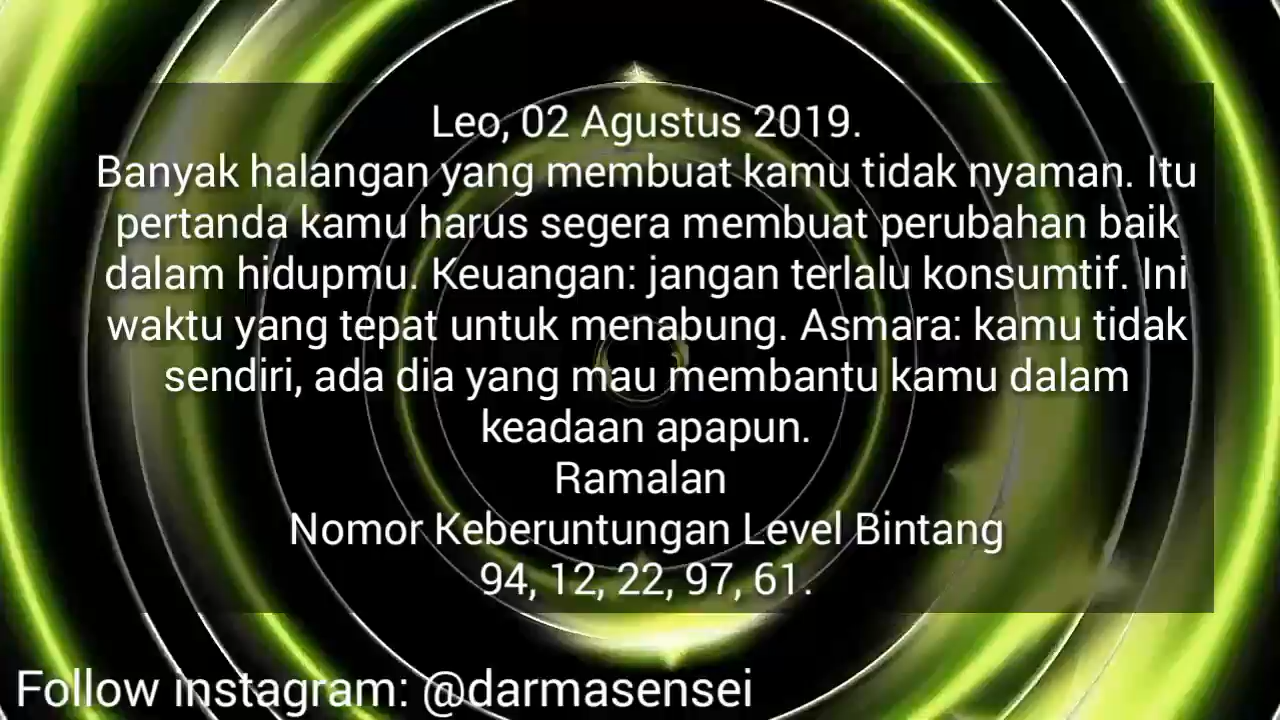 Leo, 02 Agustus 2019.
Banyak halangan yang membuat kamu tidak nyaman. Itu
pertanda kamu harus segera membuat perubahan baik
dalam hidupmu. Keuangan: jangan terlalu konsumtif. Ini
waktu yang tepat untuk menabung. Asmara: kamu tidak
sendiri, ada dia yang mau membantu kamu dalam
keadaan apapun.
Ramalan
Nomor Keberuntungan Level Bintang
94, 12, 22, 97, 61.
Follow instagram: @darmasensei